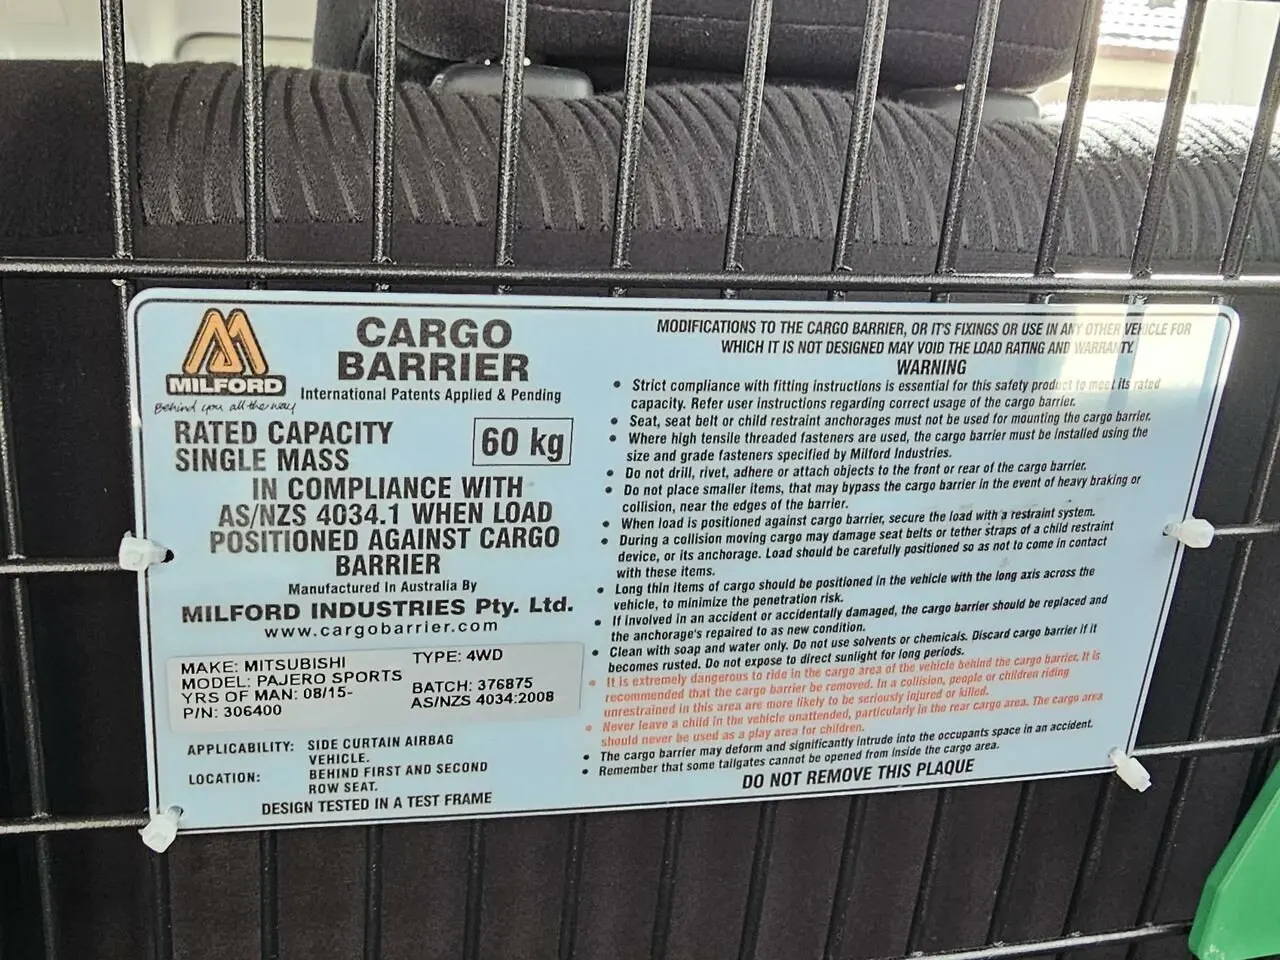 MILFORD
Behind you all the way
CARGO
BARRIER
International Patents Applied & Pending
RATED CAPACITY
SINGLE MASS
60 kg
IN COMPLIANCE WITH
AS/NZS 4034.1 WHEN LOAD
POSITIONED AGAINST CARGO
BARRIER
Manufactured In Australia By
MILFORD INDUSTRIES Pty. Ltd.
www.cargobarrier.com
MAKE: MITSUBISHI
MODEL: PAJERO SPORTS
YRS OF MAN: 08/15-
P/N: 306400
TYPE: 4WD
BATCH: 376875
AS/NZS 4034:2008
APPLICABILITY: SIDE CURTAIN AIRBAG
VEHICLE.
LOCATION: BEHIND FIRST AND SECOND
ROW SEAT.
DESIGN TESTED IN A TEST FRAME
MODIFICATIONS TO THE CARGO BARRIER, OR IT'S FIXINGS OR USE IN ANY OTHER VEHICLE FOR
WHICH IT IS NOT DESIGNED MAY VOID THE LOAD RATING AND WARRANTY.
WARNING
• Strict compliance with fitting instructions is essential for this safety product to meet its rated
capacity. Refer user instructions regarding correct usage of the cargo barrier.
• Seat, seat belt or child restraint anchorages must not be used for mounting the cargo barrier.
• Where high tensile threaded fasteners are used, the cargo barrier must be installed using the
size and grade fasteners specified by Milford Industries.
• Do not drill, rivet, adhere or attach objects to the front or rear of the cargo barrier.
• Do not place smaller items, that may bypass the cargo barrier in the event of heavy braking or
collision, near the edges of the barrier.
• When load is positioned against cargo barrier, secure the load with a restraint system.
• During a collision moving cargo may damage seat belts or tether straps of a child restraint
device, or its anchorage. Load should be carefully positioned so as not to come in contact
with these items.
• Long thin items of cargo should be positioned in the vehicle with the long axis across the
vehicle, to minimize the penetration risk.
• If involved in an accident or accidentally damaged, the cargo barrier should be replaced and
the anchorage's repaired to as new condition.
• Clean with soap and water only. Do not use solvents or chemicals. Discard cargo barrier if it
becomes rusted. Do not expose to direct sunlight for long periods.
• It is extremely dangerous to ride in the cargo area of the vehicle behind the cargo barrier. It is
recommended that the cargo barrier be removed. In a collision, people or children riding
unrestrained in this area are more likely to be seriously injured or killed.
• Never leave a child in the vehicle unattended, particularly in the rear cargo area. The cargo area
should never be used as a play area for children.
• The cargo barrier may deform and significantly intrude into the occupants space in an accident.
• Remember that some tailgates cannot be opened from inside the cargo area.
DO NOT REMOVE THIS PLAQUE